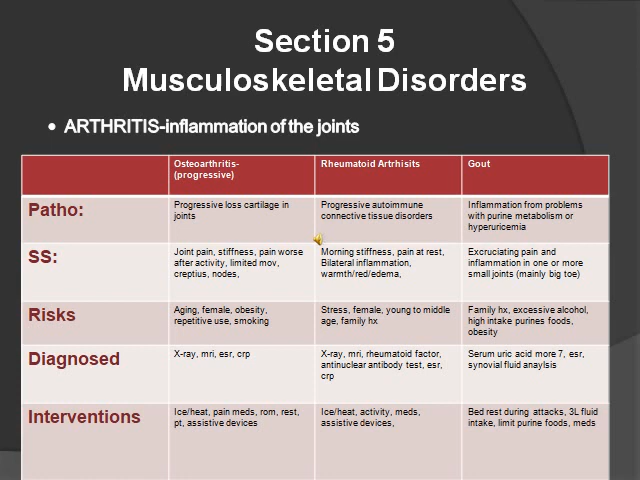 Section 5
Musculoskeletal Disorders
• ARTHRITIS-inflammation of the joints
Osteoarthritis-
(progressive)
Rheumatoid Artrhisits
Gout
Patho:
Progressive loss cartilage in
joints
Progressive autoimmune
connective tissue disorders
Inflammation from problems
with purine metabolism or
hyperuricemia
SS:
Joint pain, stiffness, pain worse
after activity, limited mov,
creptius, nodes,
Morning stiffness, pain at rest,
Bilateral inflammation,
warmth/red/edema,
Excruciating pain and
inflammation in one or more
small joints (mainly big toe)
Risks
Aging, female, obesity,
repetitive use, smoking
Stress, female, young to middle
age, family hx
Family hx, excessive alcohol,
high intake purines foods,
obesity
Diagnosed
X-ray, mri, esr, crp
X-ray, mri, rheumatoid factor,
antinuclear antibody test, esr,
crp
Serum uric acid more 7, esr,
synovial fluid anaylsis
Interventions
Ice/heat, pain meds, rom, rest,
pt, assistive devices
Ice/heat, activity, meds,
assistive devices,
Bed rest during attacks, 3L fluid
intake, limit purine foods, meds